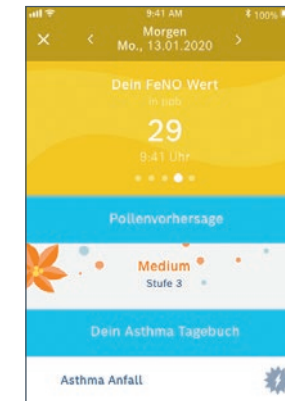 9:41 AM 100%
Morgen
Mo., 13.01.2020
Dein FeNO Wert
in ppb
29
9:41 Uhr
Pollenvorhersage
Medium
Stufe 3
Dein Asthma Tagebuch
Asthma Anfall